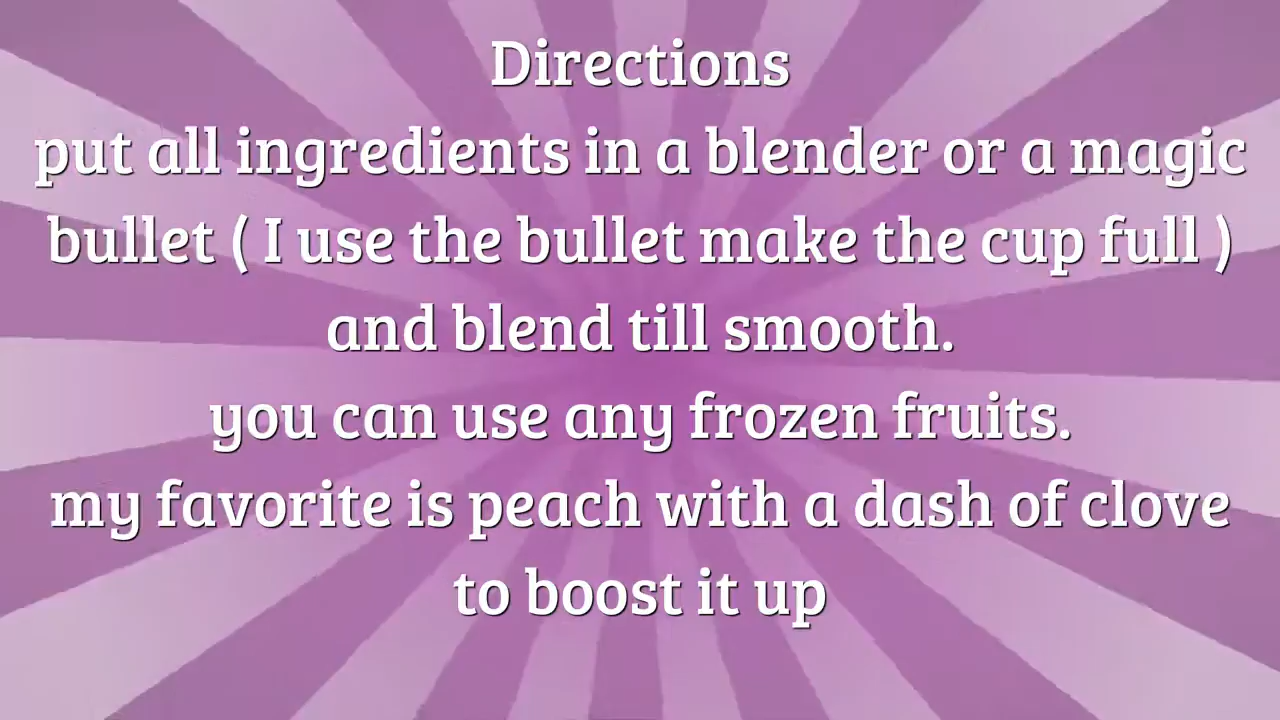 Directions
put all ingredients in a blender or a magic
bullet ( I use the bullet make the cup full )
and blend till smooth.
you can use any frozen fruits.
my favorite is peach with a dash of clove
to boost it up